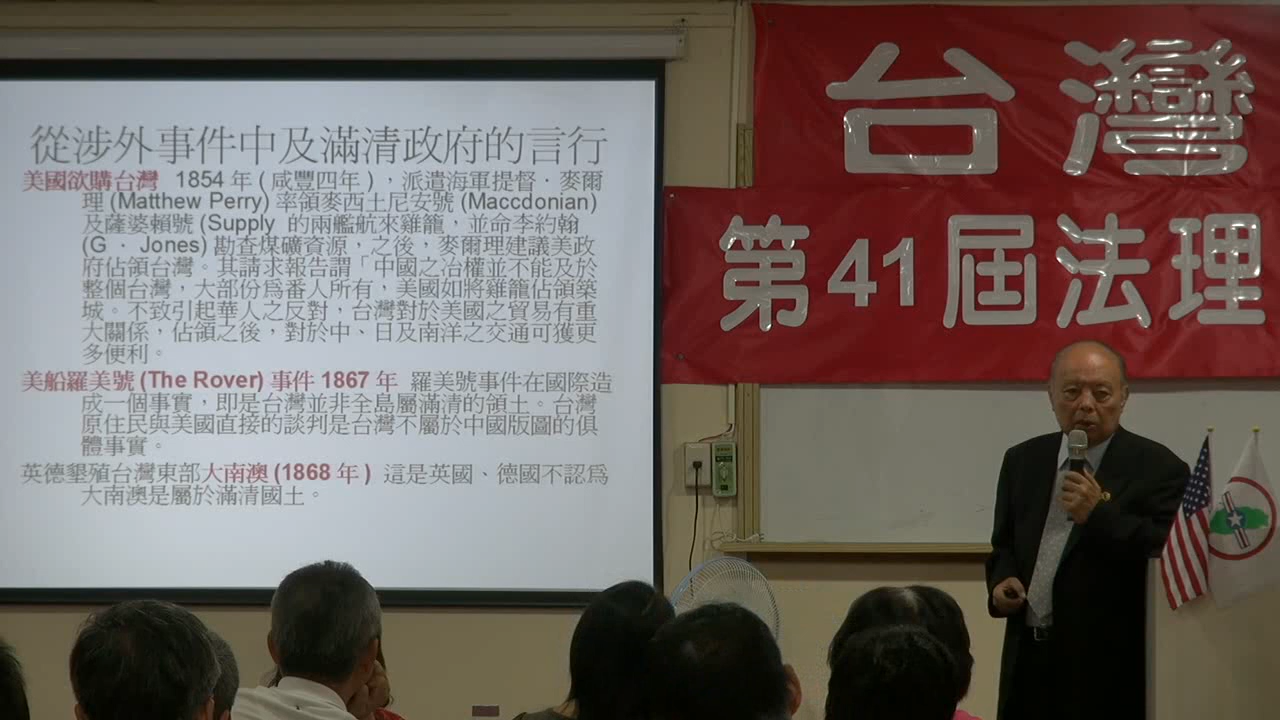 從涉外事件中及滿清政府的言行
美國欲購台灣 1854 年 ( 咸豐四年 ) ，派遣海軍提督．麥爾
理 (Matthew Perry) 率領麥西土尼安號 (Maccdonian)
及薩婆賴號 (Supply 的兩艦航來雞籠，並命李約翰
(G ． Jones) 勘查煤礦資源，之後，麥爾理建議美政
府佔領台灣。其請求報告謂「中國之冶權並不能及於
整個台灣，大部份為番人所有，美國如將雞籠佔領築
城。不致引起華人之反對，台灣對於美國之貿易有重
大關係，佔領之後，對於中、日及南洋之交通可獲更
多便利。
美船羅美號 (The Rover) 事件 1867 年 羅美號事件在國際造
成一個事實，即是台灣並非全島屬滿清的領土。台灣
原住民與美國直接的談判是台灣不屬於中國版圖的俱
體事實。
英德墾殖台灣東部大南澳 (1868 年 ) 這是英國、德國不認為
大南澳是屬於滿清國土。
台灣
第41屆法理